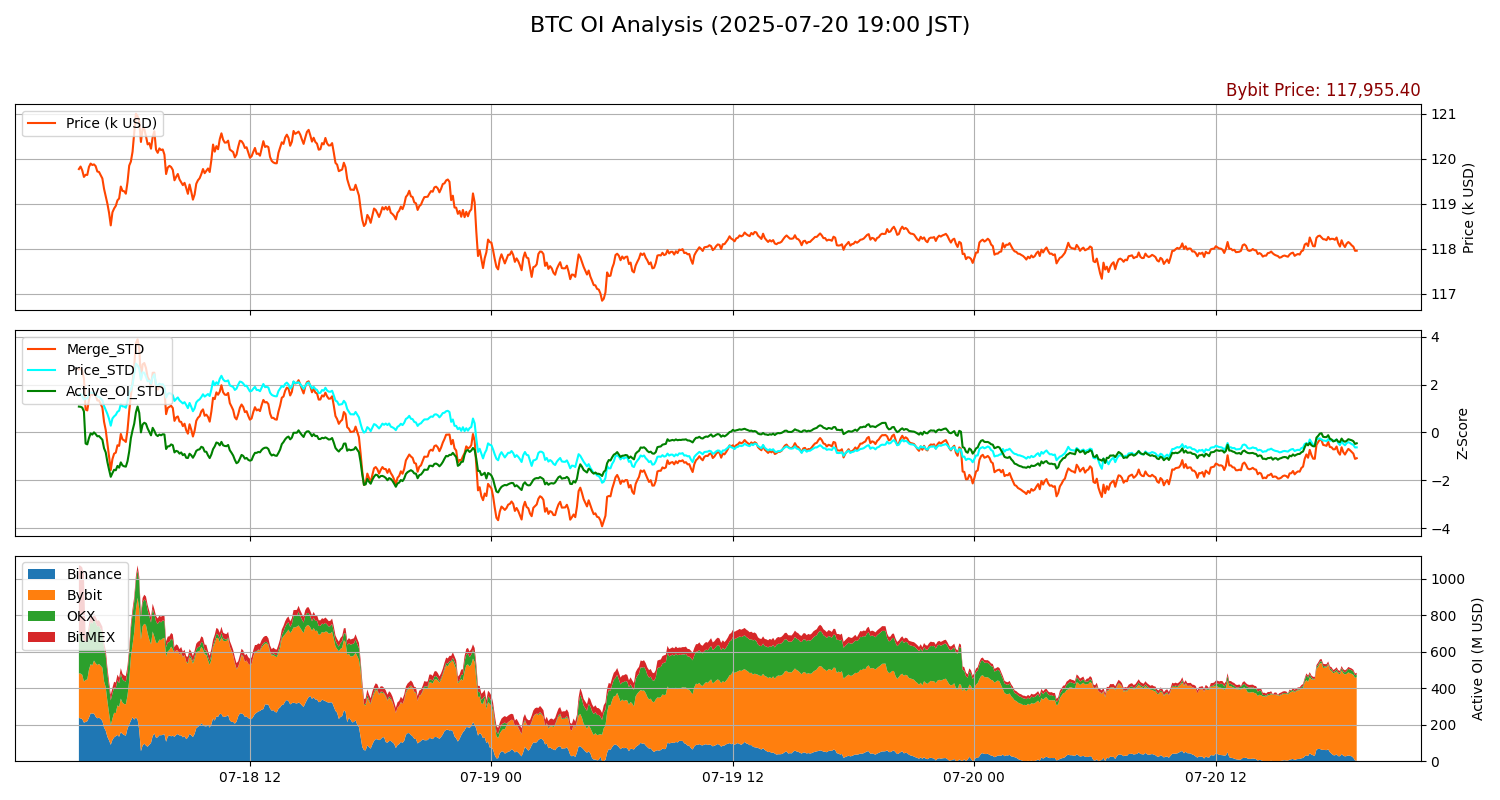 BTC OI Analysis (2025-07-20 19:00 JST)
Bybit Price: 117,955.40
Price (k USD)
121
120
119
118
117
Price (k USD)
Merge_STD
Price_STD
Active_OI_STD
4
2
0
−2
−4
Z-Score
Binance
Bybit
OKX
BitMEX
1000
800
600
400
200
0
Active OI (M USD)
07-18 12
07-19 00
07-19 12
07-20 00
07-20 12